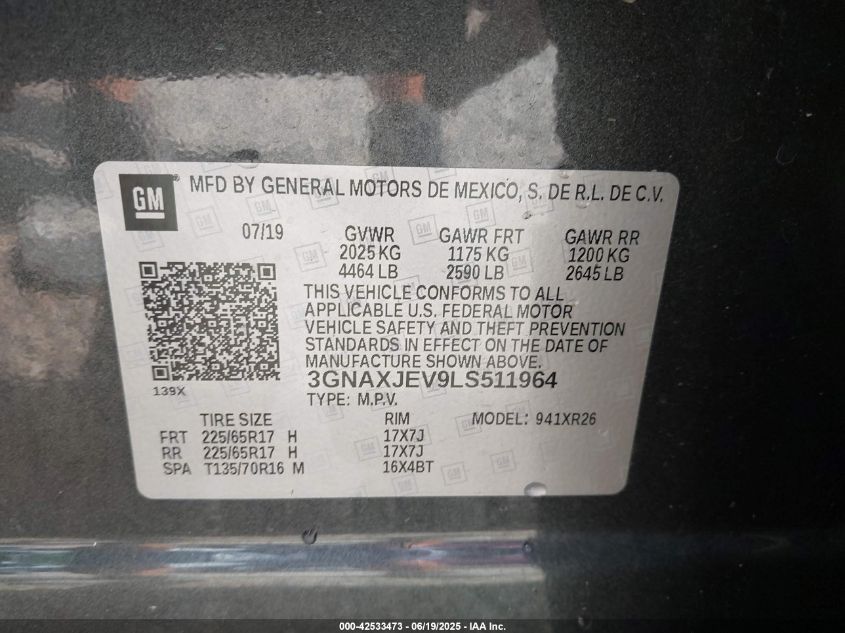 GM
MFD BY GENERAL MOTORS DE MEXICO, S. DE R.L. DE C.V.
07/19 GVWR GAWR FRT GAWR RR
2025 KG 1175 KG 1200 KG
4464 LB 2590 LB 2645 LB
THIS VEHICLE CONFORMS TO ALL
APPLICABLE U.S. FEDERAL MOTOR
VEHICLE SAFETY AND THEFT PREVENTION
STANDARDS IN EFFECT ON THE DATE OF
MANUFACTURE SHOWN ABOVE.
139X
3GNAXJEV9LS511964
TYPE: M.P.V.
TIRE SIZE RIM MODEL: 941XR26
FRT 225/65R17 H 17X7J
RR 225/65R17 H 17X7J
SPA T135/70R16 M 16X4BT
000-42533473 - 06/19/2025 - IAA Inc.